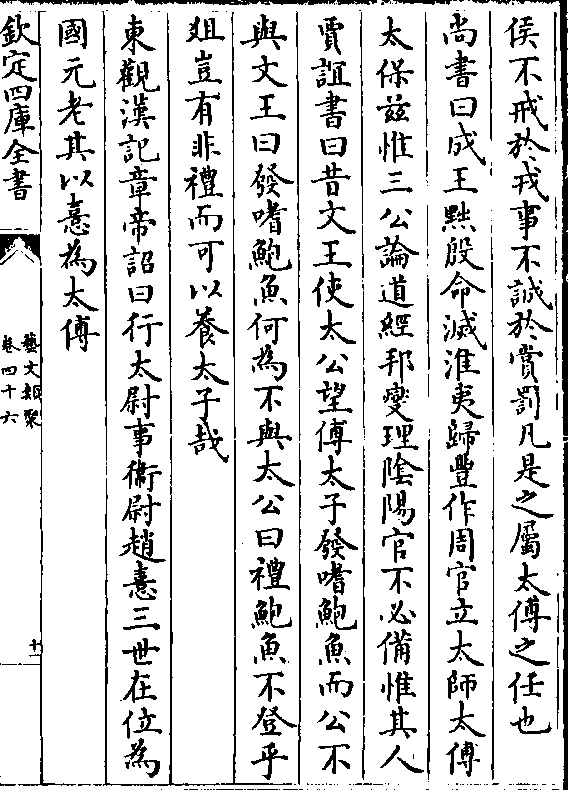 侯不戒於戎事不誠於賞罰凡是之屬太傅之任也
尚書曰成王黜殷命滅淮夷歸豐作周官立太師太傅
太保茲惟三公論道經邦燮理隂陽官不必備惟其人
賈誼書曰昔文王使太公望傅太子發嗜鮑魚而公不
與文王曰發嗜鮑魚何為不與太公曰禮鮑魚不登乎
俎豈有非禮而可以養太子哉
東觀漢記章帝詔曰行太尉事衛尉趙憙三世在位為
國元老其以憙為太傅
欽定四庫全書
藝文類聚
卷四十六
十一